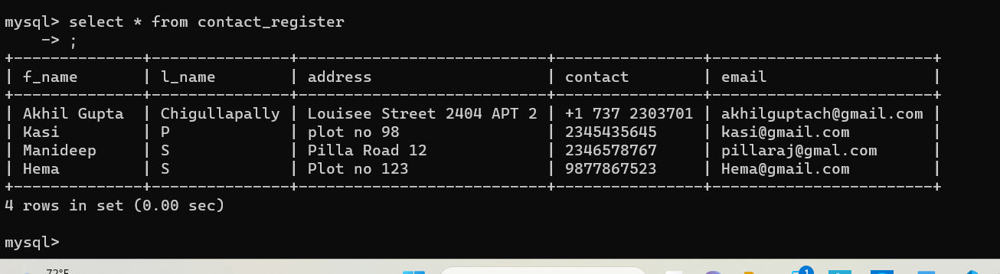 mysql> select * from contact_register
    -> ;
+--------------+---------------+---------------------------+----------------+------------------------+
| f_name       | l_name        | address                   | contact        | email                  |
+--------------+---------------+---------------------------+----------------+------------------------+
| Akhil Gupta  | Chigullapally | Louisee Street 2404 APT 2 | +1 737 2303701 | akhilguptach@gmail.com |
| Kasi         | P             | plot no 98                | 2345435645     | kasi@gmail.com         |
| Manideep     | S             | Pilla Road 12             | 2346578767     | pillaraj@gmal.com      |
| Hema         | S             | Plot no 123               | 9877867523     | Hema@gmail.com         |
+--------------+---------------+---------------------------+----------------+------------------------+
4 rows in set (0.00 sec)
mysql>
72°F 1